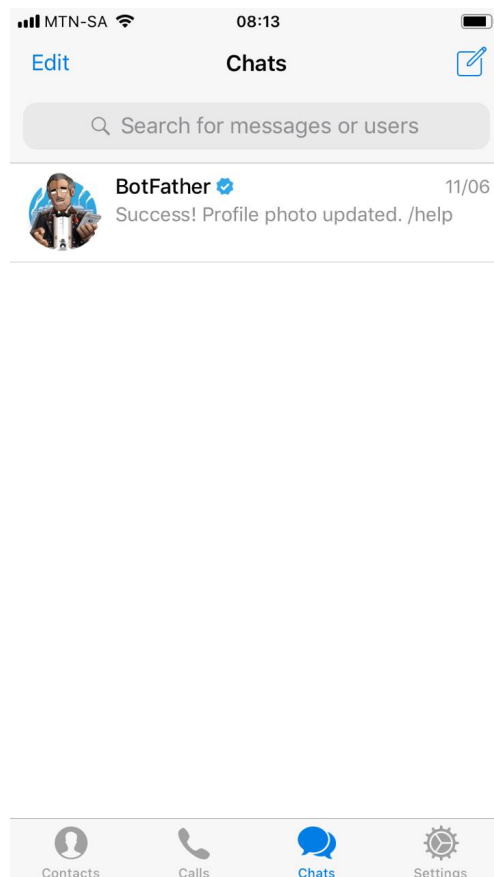 MTN-SA 08:13
Edit Chats
Search for messages or users
BotFather 11/06
Success! Profile photo updated. /help
Contacts Calls Chats Settings